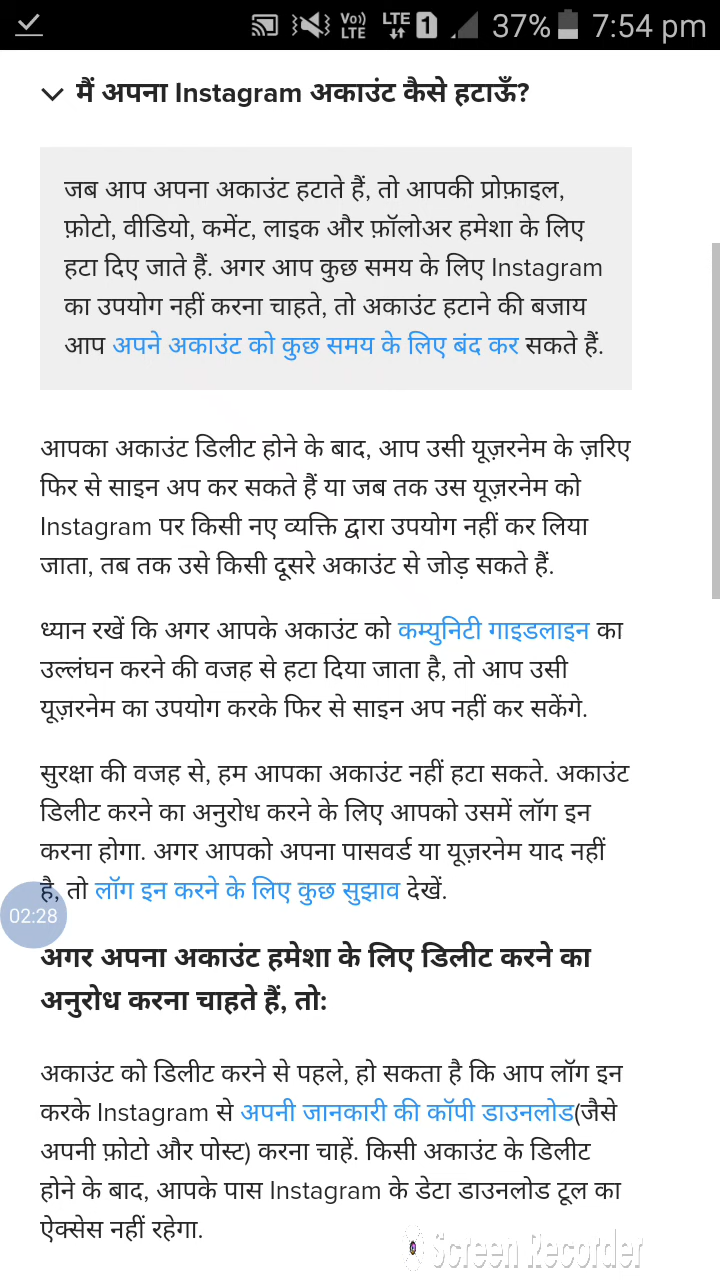 Vo)) LTE LTE 1 37% 7:54 pm
मैं अपना Instagram अकाउंट कैसे हटाऊँ?
जब आप अपना अकाउंट हटाते हैं, तो आपकी प्रोफ़ाइल,
फ़ोटो, वीडियो, कमेंट, लाइक और फ़ॉलोअर हमेशा के लिए
हटा दिए जाते हैं. अगर आप कुछ समय के लिए Instagram
का उपयोग नहीं करना चाहते, तो अकाउंट हटाने की बजाय
आप अपने अकाउंट को कुछ समय के लिए बंद कर सकते हैं.
आपका अकाउंट डिलीट होने के बाद, आप उसी यूज़रनेम के ज़रिए
फिर से साइन अप कर सकते हैं या जब तक उस यूज़रनेम को
Instagram पर किसी नए व्यक्ति द्वारा उपयोग नहीं कर लिया
जाता, तब तक उसे किसी दूसरे अकाउंट से जोड़ सकते हैं.
ध्यान रखें कि अगर आपके अकाउंट को कम्युनिटी गाइडलाइन का
उल्लंघन करने की वजह से हटा दिया जाता है, तो आप उसी
यूज़रनेम का उपयोग करके फिर से साइन अप नहीं कर सकेंगे.
सुरक्षा की वजह से, हम आपका अकाउंट नहीं हटा सकते. अकाउंट
डिलीट करने का अनुरोध करने के लिए आपको उसमें लॉग इन
करना होगा. अगर आपको अपना पासवर्ड या यूज़रनेम याद नहीं
है, तो लॉग इन करने के लिए कुछ सुझाव देखें.
02:28
अगर अपना अकाउंट हमेशा के लिए डिलीट करने का
अनुरोध करना चाहते हैं, तो:
अकाउंट को डिलीट करने से पहले, हो सकता है कि आप लॉग इन
करके Instagram से अपनी जानकारी की कॉपी डाउनलोड(जैसे
अपनी फ़ोटो और पोस्ट) करना चाहें. किसी अकाउंट के डिलीट
होने के बाद, आपके पास Instagram के डेटा डाउनलोड टूल का
ऐक्सेस नहीं रहेगा.
Screen Recorder